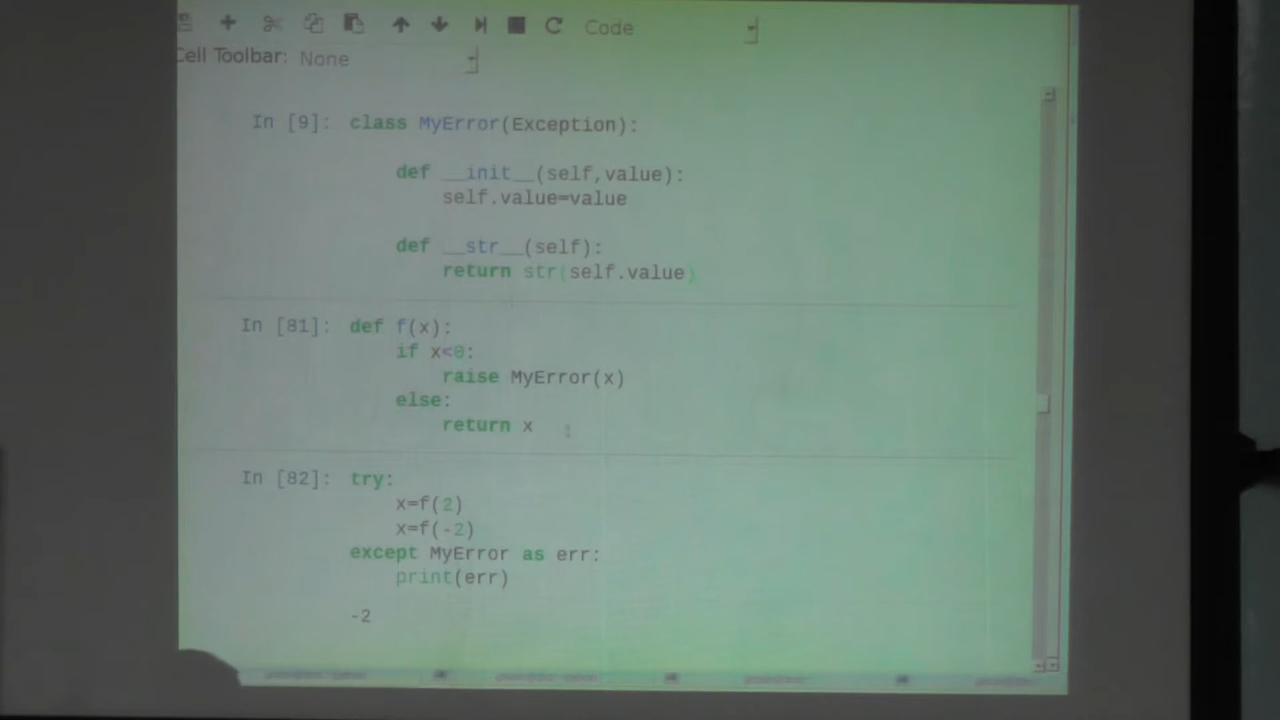 Code
Cell Toolbar: None
In [9]: class MyError(Exception):
def __init__(self,value):
self.value=value
def __str__(self):
return str(self.value)
In [81]: def f(x):
if x<0:
raise MyError(x)
else:
return x
In [82]: try:
x=f(2)
x=f(-2)
except MyError as err:
print(err)
-2